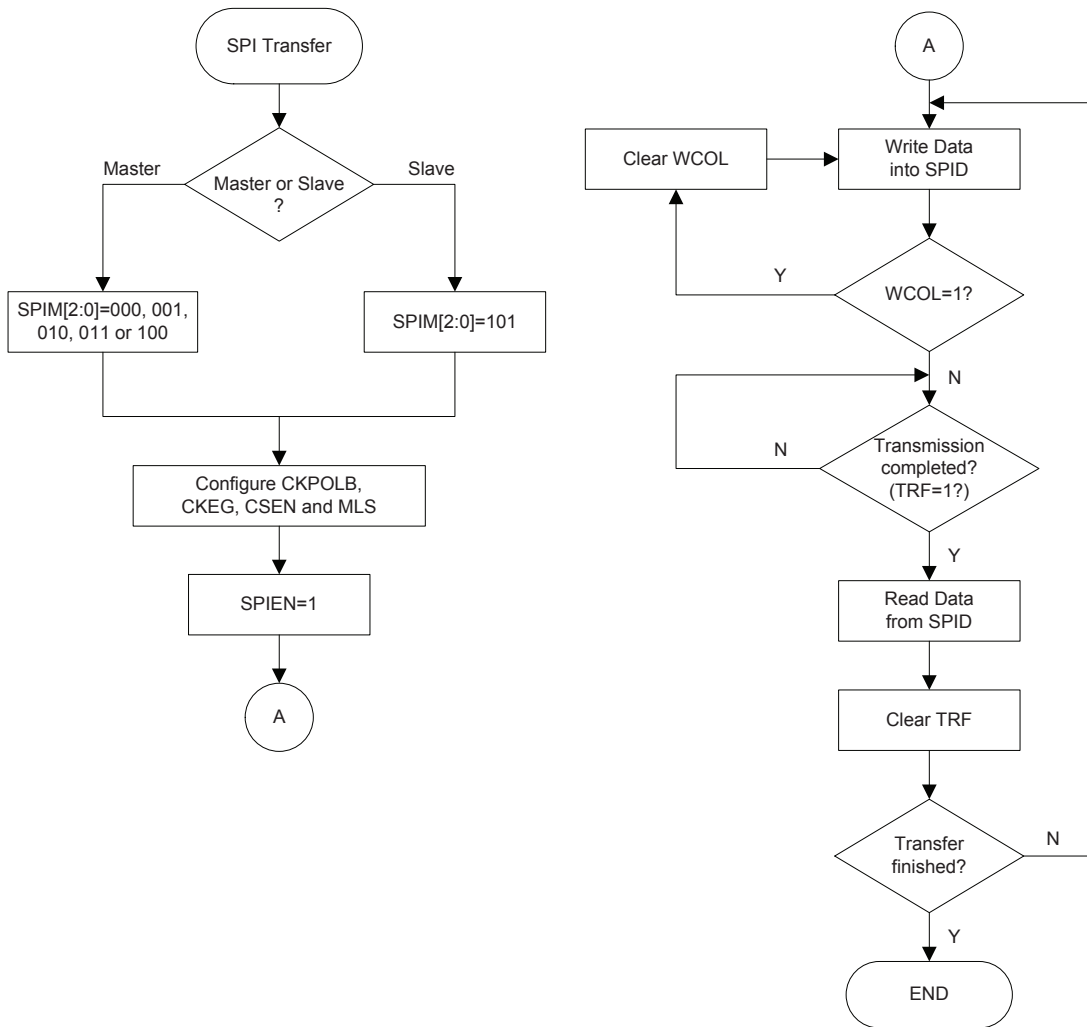 SPI Transfer
Master
Master or Slave
?
Slave
SPIM[2:0]=000, 001,
010, 011 or 100
SPIM[2:0]=101
Configure CKPOLB,
CKEG, CSEN and MLS
SPIEN=1
A
A
Clear WCOL
Write Data
into SPID
Y
WCOL=1?
N
N
Transmission
completed?
(TRF=1?)
Y
Read Data
from SPID
Clear TRF
Transfer
finished?
N
Y
END